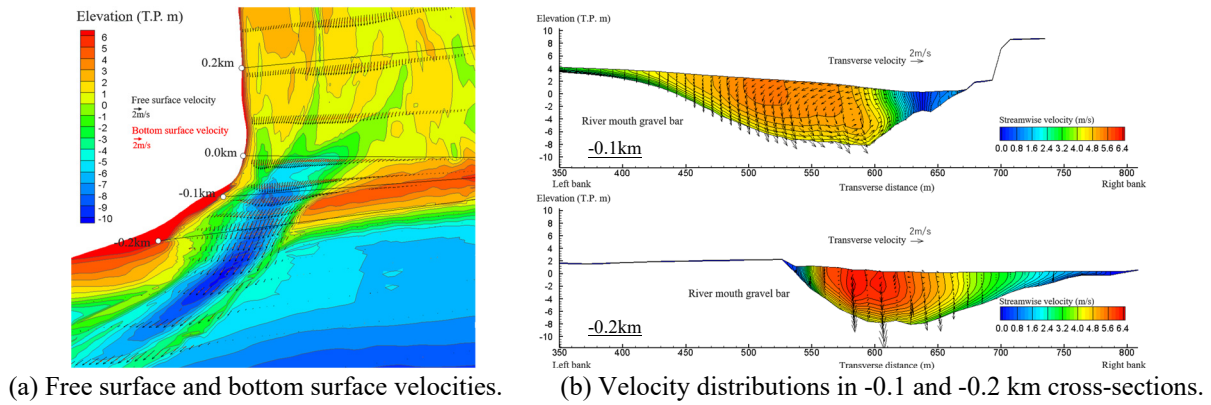 Elevation (T.P. m)
6
5
4
3
2
1
0
-1
-2
-3
-4
-5
-6
-7
-8
-9
-10
Free surface velocity
2m/s
Bottom surface velocity
2m/s
0.2km
0.0km
-0.1km
-0.2km
(a) Free surface and bottom surface velocities.
Elevation (T.P. m)
10
8
6
4
2
0
-2
-4
-6
-8
-10
-12
2m/s
Transverse velocity
River mouth gravel bar
-0.1km
Streamwise velocity (m/s)
0.0 0.8 1.6 2.4 3.2 4.0 4.8 5.6 6.4
350 400 450 500 550 600 650 700 750 800
Left bank Transverse distance (m) Right bank
Elevation (T.P. m)
10
8
6
4
2
0
-2
-4
-6
-8
-10
-12
2m/s
Transverse velocity
River mouth gravel bar
-0.2km
Streamwise velocity (m/s)
0.0 0.8 1.6 2.4 3.2 4.0 4.8 5.6 6.4
350 400 450 500 550 600 650 700 750 800
Left bank Transverse distance (m) Right bank
(b) Velocity distributions in -0.1 and -0.2 km cross-sections.